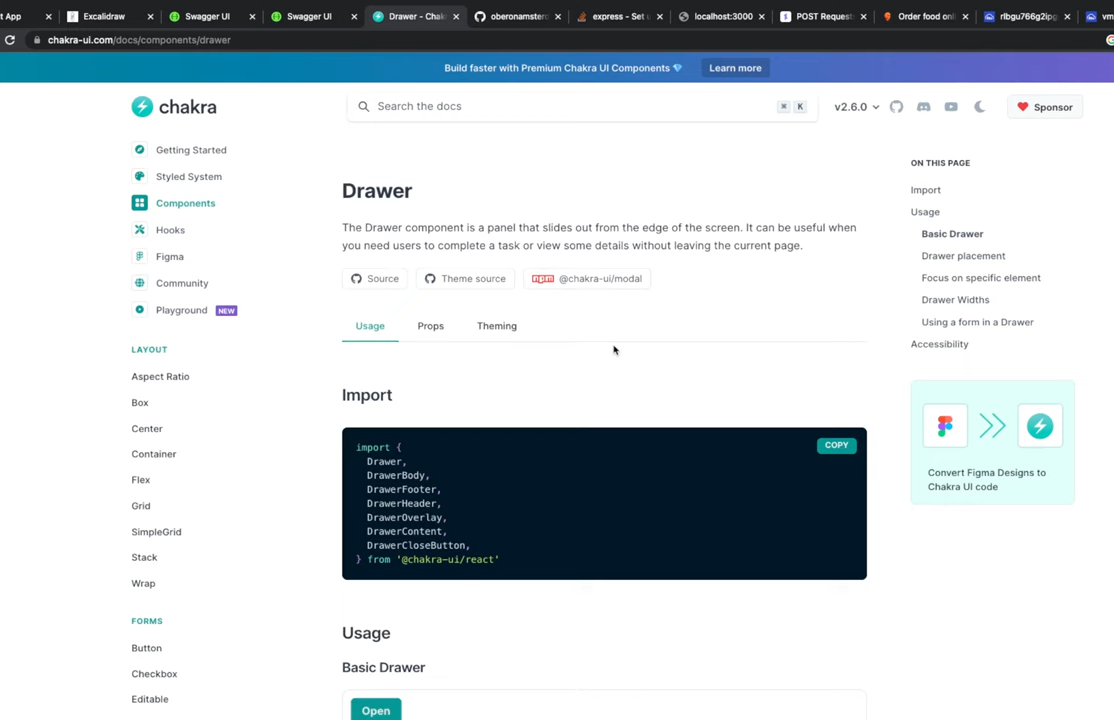 t App
Excalidraw
Swagger UI
Swagger UI
Drawer - Chak
oberonamster
express - Set u
localhost:3000
POST Request
Order food onl
rlbgu766g2ipg
vm
chakra-ui.com/docs/components/drawer
Build faster with Premium Chakra UI Components 💎 Learn more
chakra
Search the docs
⌘ K
v2.6.0
Sponsor
Getting Started
Styled System
Components
Hooks
Figma
Community
Playground NEW
LAYOUT
Aspect Ratio
Box
Center
Container
Flex
Grid
SimpleGrid
Stack
Wrap
FORMS
Button
Checkbox
Editable
Drawer
The Drawer component is a panel that slides out from the edge of the screen. It can be useful when
you need users to complete a task or view some details without leaving the current page.
Source
Theme source
npm @chakra-ui/modal
Usage
Props
Theming
Import
COPY
import {
Drawer,
DrawerBody,
DrawerFooter,
DrawerHeader,
DrawerOverlay,
DrawerContent,
DrawerCloseButton,
} from '@chakra-ui/react'
Usage
Basic Drawer
Open
ON THIS PAGE
Import
Usage
Basic Drawer
Drawer placement
Focus on specific element
Drawer Widths
Using a form in a Drawer
Accessibility
Convert Figma Designs to
Chakra UI code